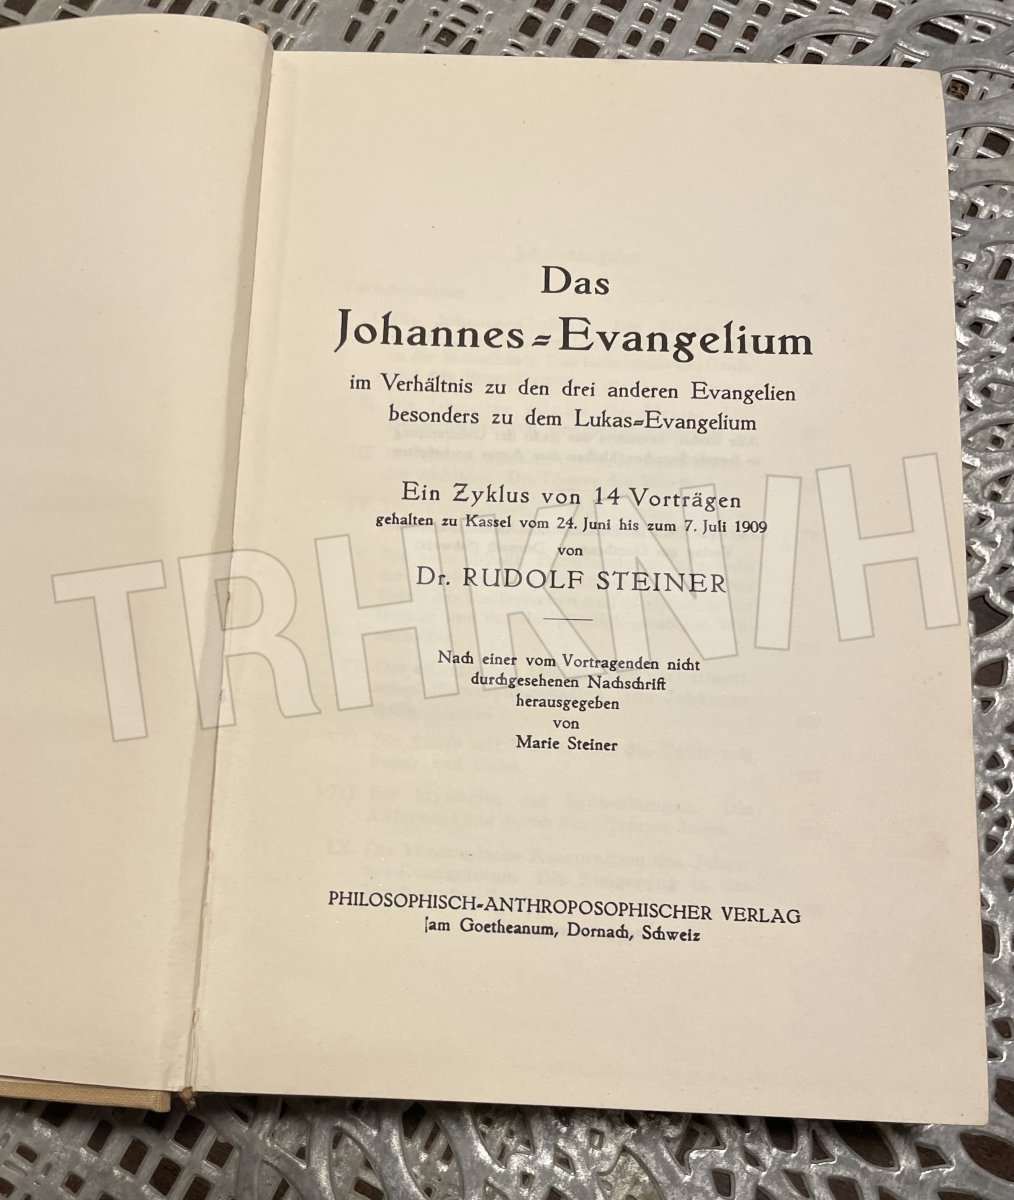 Das
Johannes=Evangelium
im Verhältnis zu den drei anderen Evangelien
besonders zu dem Lukas=Evangelium
Ein Zyklus von 14 Vorträgen
gehalten zu Kassel vom 24. Juni bis zum 7. Juli 1909
von
Dr. RUDOLF STEINER
Nach einer vom Vortragenden nicht
durchgesehenen Nachschrift
herausgegeben
von
Marie Steiner
PHILOSOPHISCH-ANTHROPOSOPHISCHER VERLAG
am Goetheanum, Dornach, Schweiz
TRHKNIH